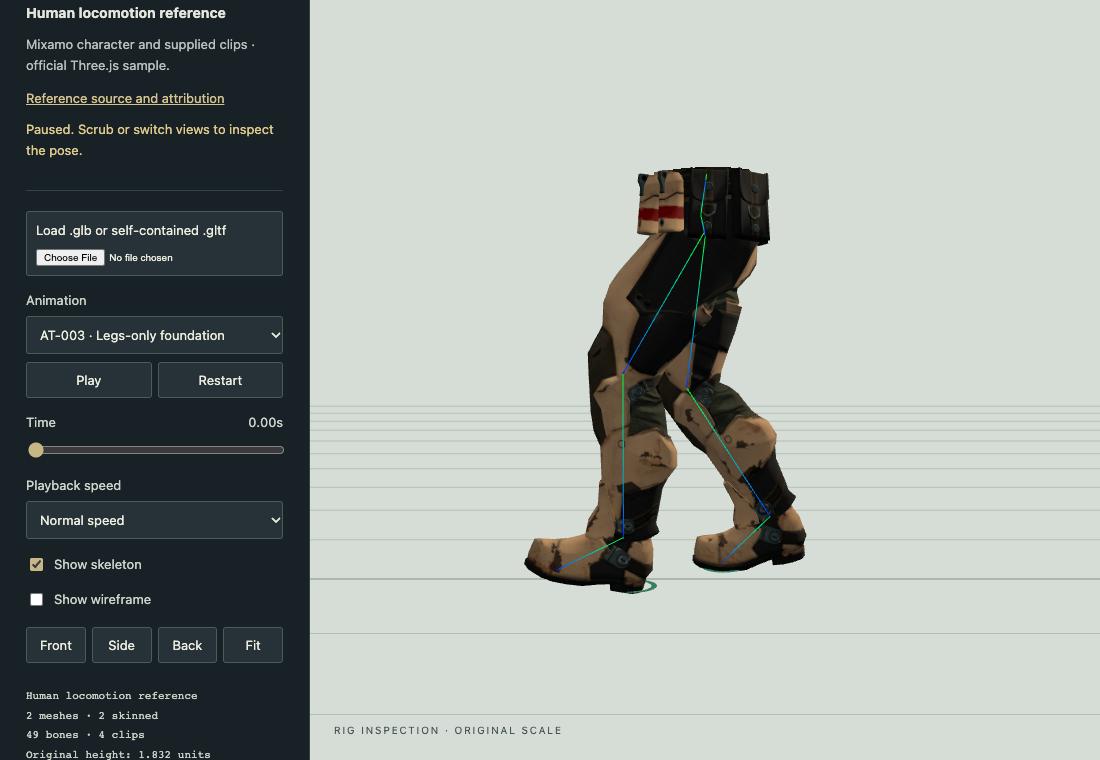 Human locomotion reference
Mixamo character and supplied clips ·
official Three.js sample.
Reference source and attribution
Paused. Scrub or switch views to inspect
the pose.
Load .glb or self-contained .gltf
Choose File No file chosen
Animation
AT-003 · Legs-only foundation
Play Restart
Time 0.00s
Playback speed
Normal speed
Show skeleton
Show wireframe
Front Side Back Fit
Human locomotion reference
2 meshes · 2 skinned
49 bones · 4 clips
Original height: 1.832 units
RIG INSPECTION · ORIGINAL SCALE